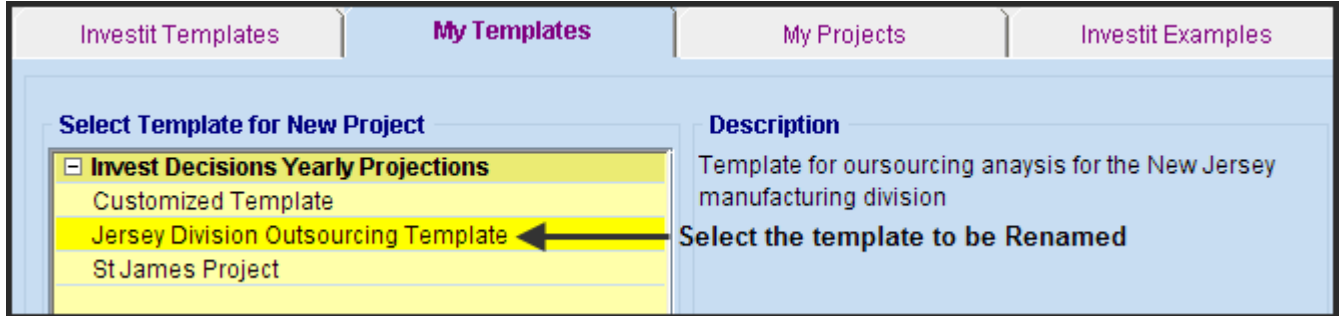 Investit Templates
My Templates
My Projects
Investit Examples
Select Template for New Project
Invest Decisions Yearly Projections
Customized Template
Jersey Division Outsourcing Template
St James Project
Description
Template for oursourcing anaysis for the New Jersey
manufacturing division
Select the template to be Renamed